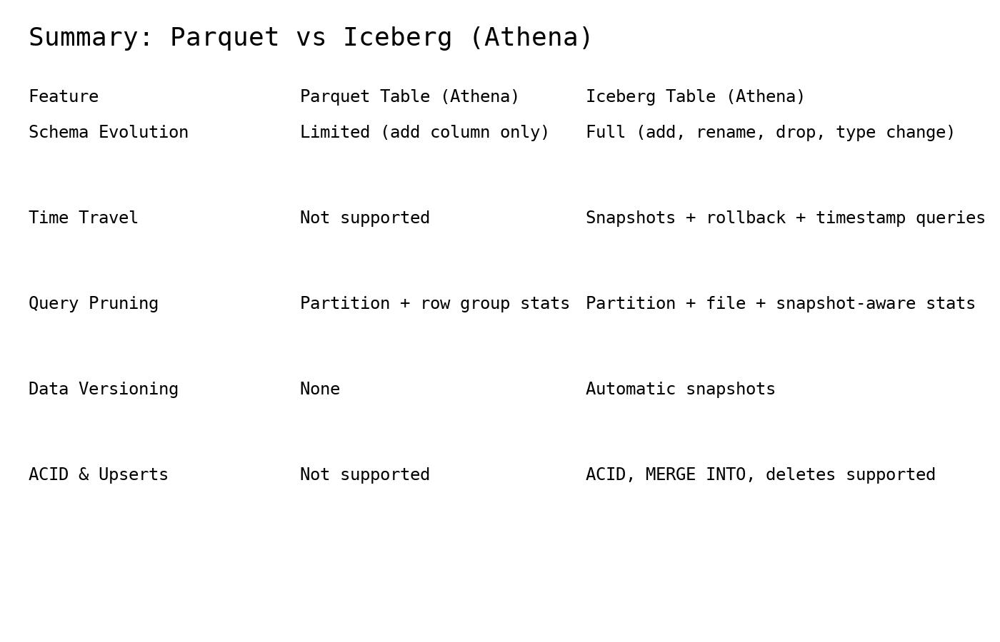 Summary: Parquet vs Iceberg (Athena)
Feature Parquet Table (Athena) Iceberg Table (Athena)
Schema Evolution Limited (add column only) Full (add, rename, drop, type change)
Time Travel Not supported Snapshots + rollback + timestamp queries
Query Pruning Partition + row group stats Partition + file + snapshot-aware stats
Data Versioning None Automatic snapshots
ACID & Upserts Not supported ACID, MERGE INTO, deletes supported